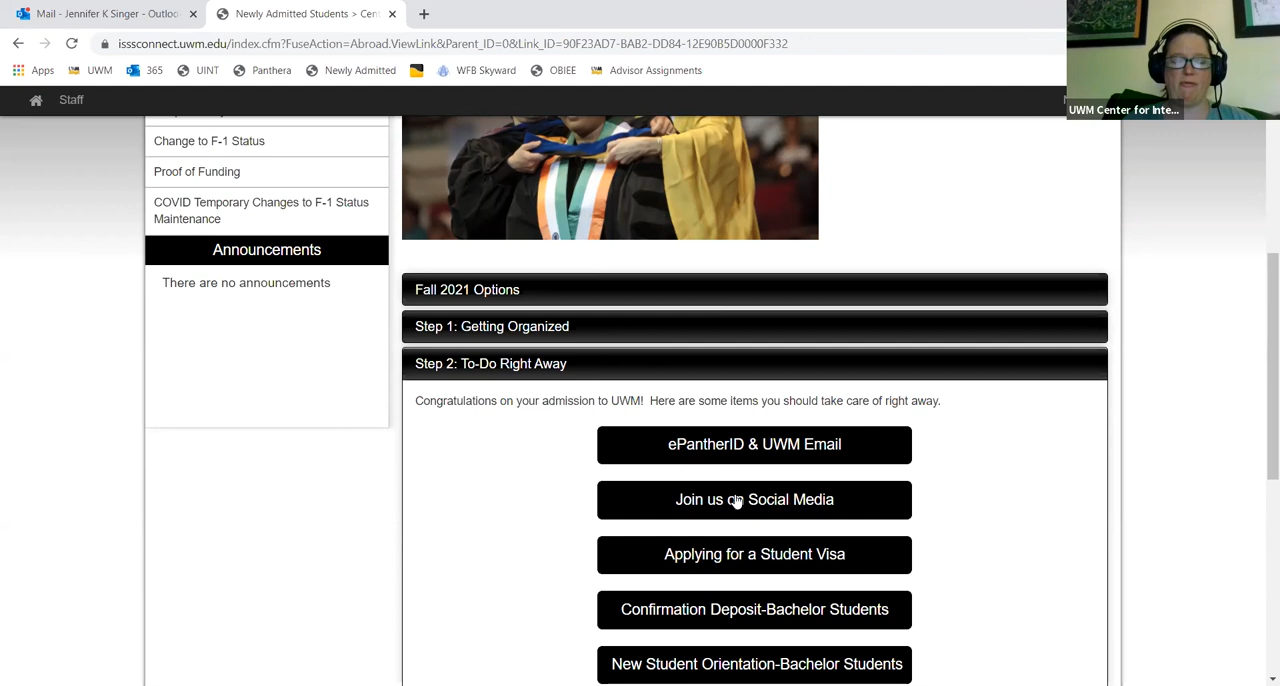 Mail - Jennifer K Singer - Outlo
Newly Admitted Students > Cent
isssconnect.uwm.edu/index.cfm?FuseAction=Abroad.ViewLink&Parent_ID=0&Link_ID=90F23AD7-BAB2-DD84-12E90B5D0000F332
Apps UWM 365 UINT Panthera Newly Admitted WFB Skyward OBIEE Advisor Assignments
UWM Center for Inte...
Staff
Change to F-1 Status
Proof of Funding
COVID Temporary Changes to F-1 Status
Maintenance
Announcements
There are no announcements
Fall 2021 Options
Step 1: Getting Organized
Step 2: To-Do Right Away
Congratulations on your admission to UWM! Here are some items you should take care of right away.
ePantherID & UWM Email
Join us on Social Media
Applying for a Student Visa
Confirmation Deposit-Bachelor Students
New Student Orientation-Bachelor Students